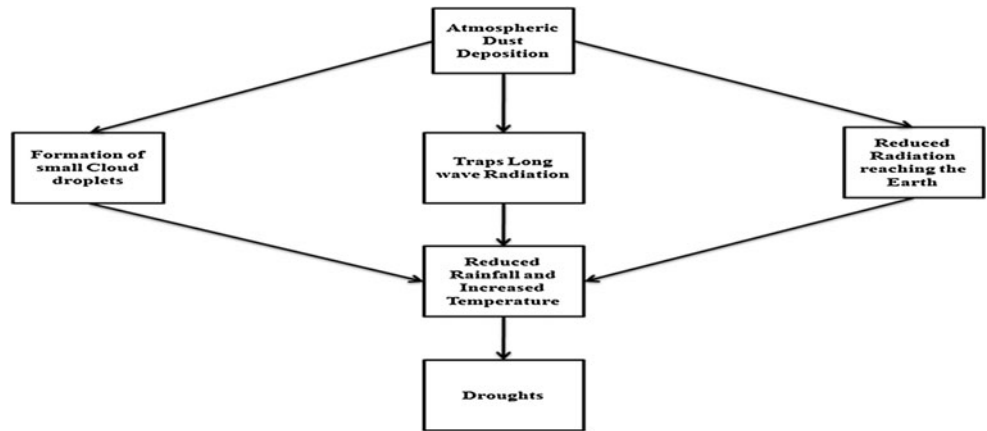 Atmospheric
Dust
Deposition
Formation of
small Cloud
droplets
Traps Long
wave Radiation
Reduced
Radiation
reaching the
Earth
Reduced
Rainfall and
Increased
Temperature
Droughts